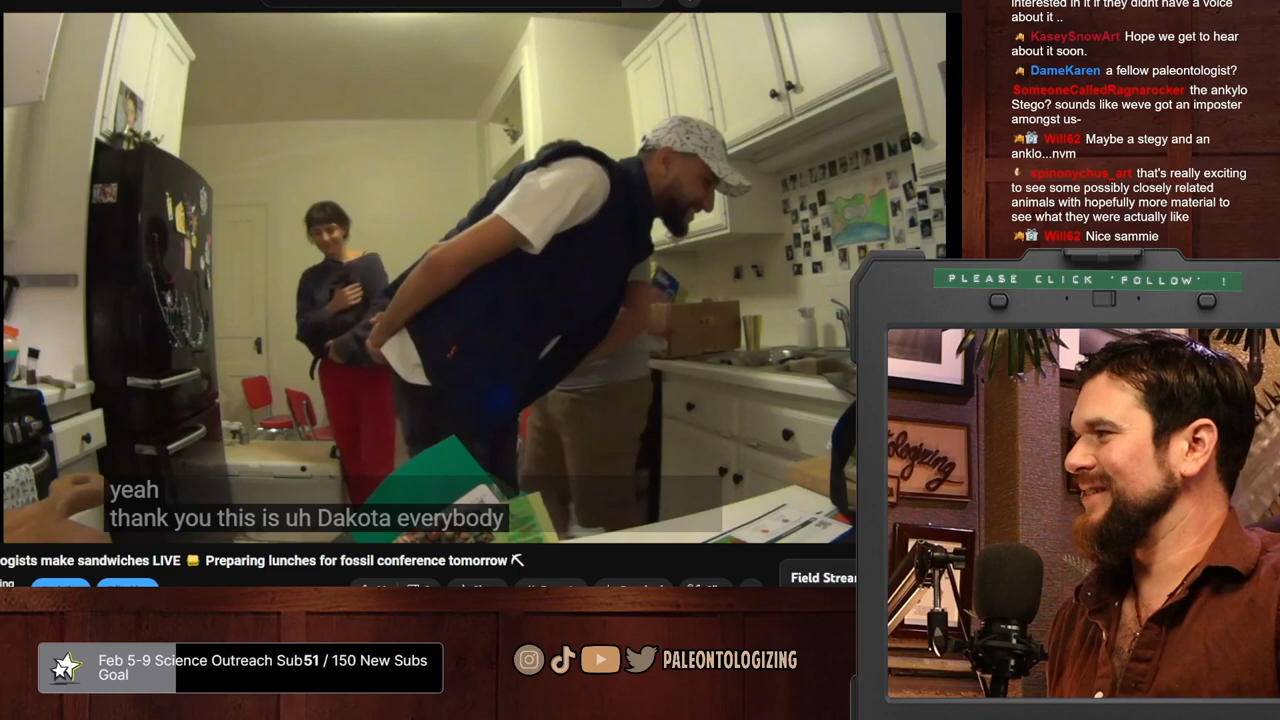 interested in it if they didnt have a voice
about it ..
KaseySnowArt Hope we get to hear
about it soon.
DameKaren a fellow paleontologist?
SomeoneCalledRagnarocker the ankylo
Stego? sounds like weve got an imposter
amongst us-
Will62 Maybe a stegy and an
anklo...nvm
spinonychus_art that's really exciting
to see some possibly closely related
animals with hopefully more material to
see what they were actually like
Will62 Nice sammie
PLEASE CLICK "FOLLOW" !
yeah
thank you this is uh Dakota everybody
ogists make sandwiches LIVE 🥪 Preparing lunches for fossil conference tomorrow ⛏
Field Strean
Feb 5-9 Science Outreach Sub 51 / 150 New Subs
Goal
PALEONTOLOGIZING